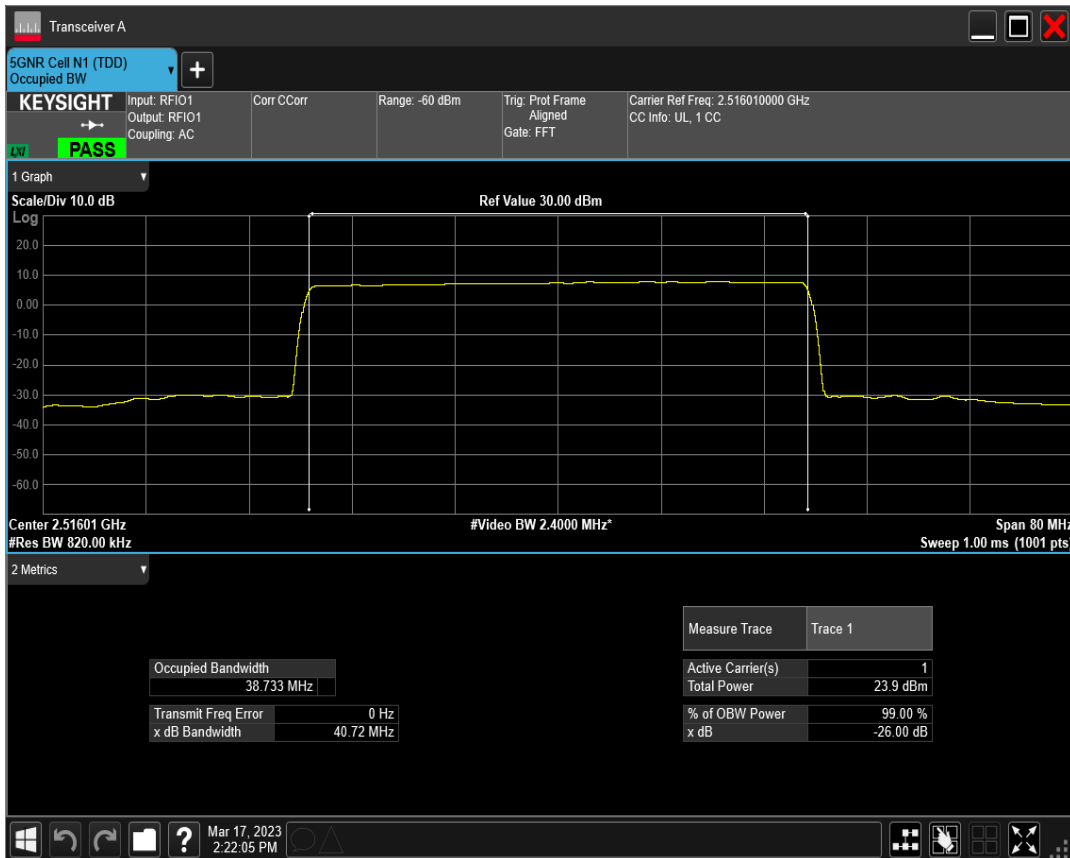 Transceiver A
5GNR Cell N1 (TDD)
Occupied BW
+
KEYSIGHT
LXI
PASS
Input: RFIO1
Output: RFIO1
Coupling: AC
Corr CCorr
Range: -60 dBm
Trig: Prot Frame
Aligned
Gate: FFT
Carrier Ref Freq: 2.516010000 GHz
CC Info: UL, 1 CC
1 Graph
Scale/Div 10.0 dB
Ref Value 30.00 dBm
Log
20.0
10.0
0.00
-10.0
-20.0
-30.0
-40.0
-50.0
-60.0
Center 2.51601 GHz
#Video BW 2.4000 MHz*
Span 80 MHz
#Res BW 820.00 kHz
Sweep 1.00 ms (1001 pts)
2 Metrics
Measure Trace Trace 1
Occupied Bandwidth
38.733 MHz
Active Carrier(s) 1
Total Power 23.9 dBm
Transmit Freq Error 0 Hz
x dB Bandwidth 40.72 MHz
% of OBW Power 99.00 %
x dB -26.00 dB
?
Mar 17, 2023
2:22:05 PM